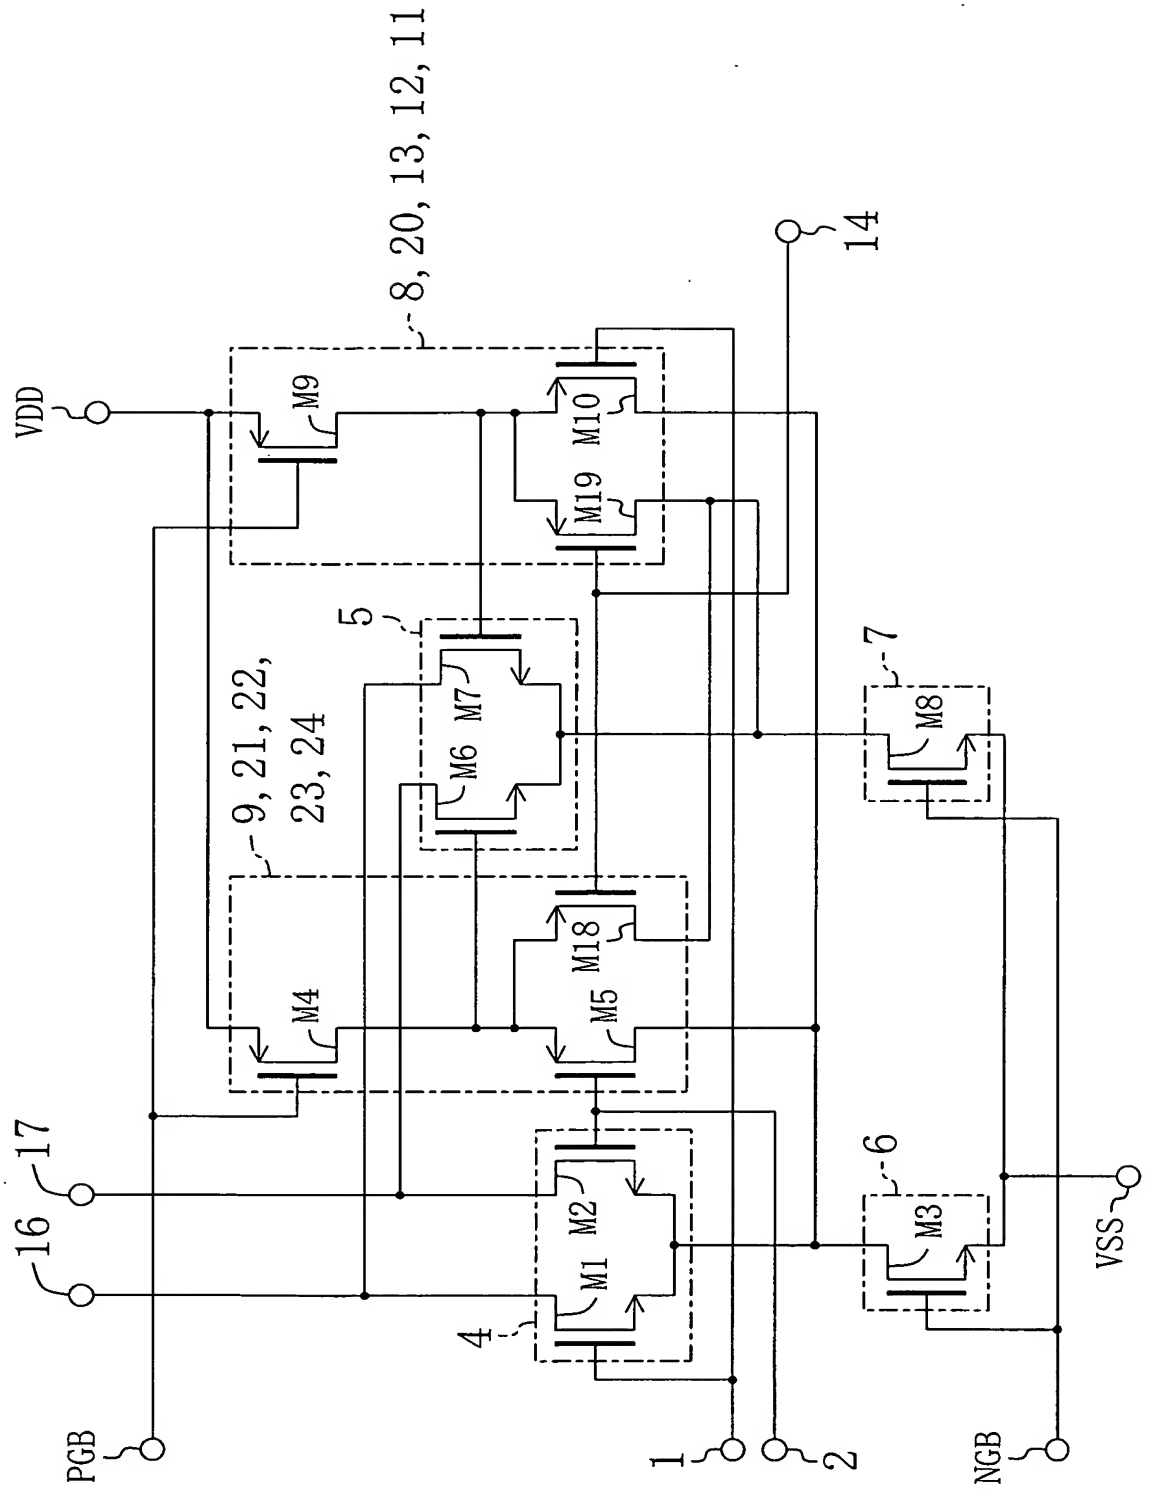 8, 20, 13, 12, 11
VDD
14
M9
M10
M19
5
7
M7
M8
M6
9, 21, 22,
23, 24
M18
M4
M5
17
16
6
M2
M3
M1
4
VSS
PGB
1
2
NGB